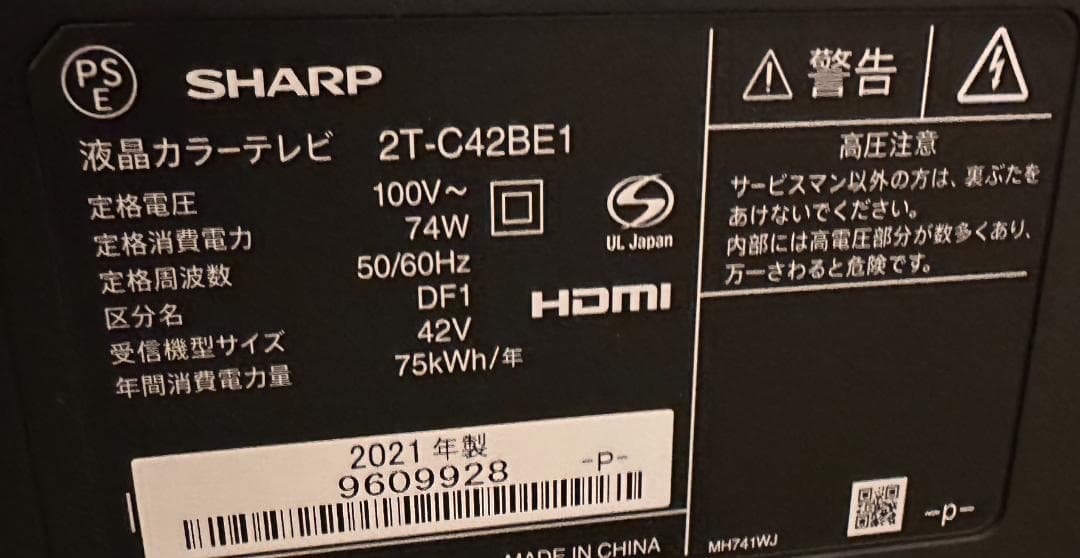 PS
E
SHARP
液晶カラーテレビ 2T-C42BE1
定格電圧 100V～
定格消費電力 74W
定格周波数 50/60Hz
区分名 DF1
受信機型サイズ 42V
年間消費電力量 75kWh/年
UL Japan
HDMI
2021 年製
9609928 -P-
MADE IN CHINA
警告
高圧注意
サービスマン以外の方は、裏ぶたを
あけないでください。
内部には高電圧部分が数多くあり、
万一さわると危険です。
-p-
MH741WJ